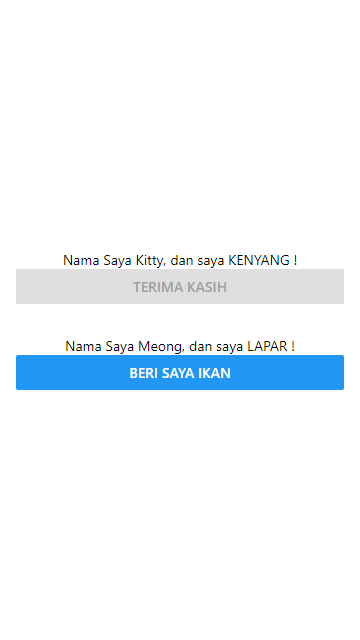 Nama Saya Kitty, dan saya KENYANG !
TERIMA KASIH
Nama Saya Meong, dan saya LAPAR !
BERI SAYA IKAN